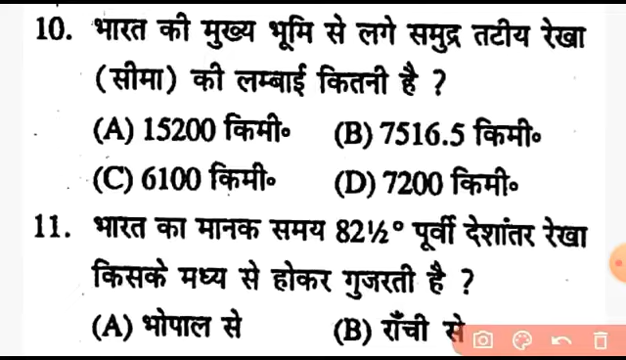 10. भारत की मुख्य भूमि से लगे समुद्र तटीय रेखा
(सीमा) की लम्बाई कितनी है ?
(A) 15200 किमी॰ (B) 7516.5 किमी॰
(C) 6100 किमी॰ (D) 7200 किमी॰
11. भारत का मानक समय 82½° पूर्वी देशांतर रेखा
किसके मध्य से होकर गुजरती है ?
(A) भोपाल से (B) राँची से